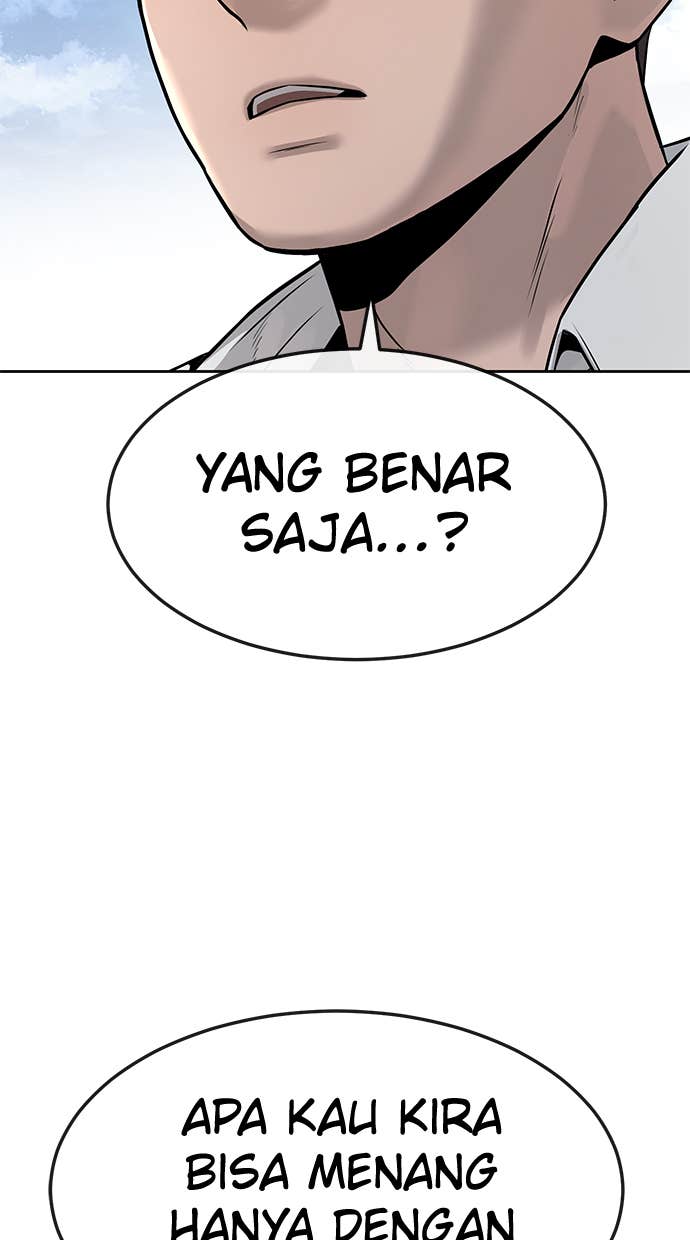 YANG BENAR
SAJA...?
APA KAU KIRA
BISA MENANG
HANYA DENGAN